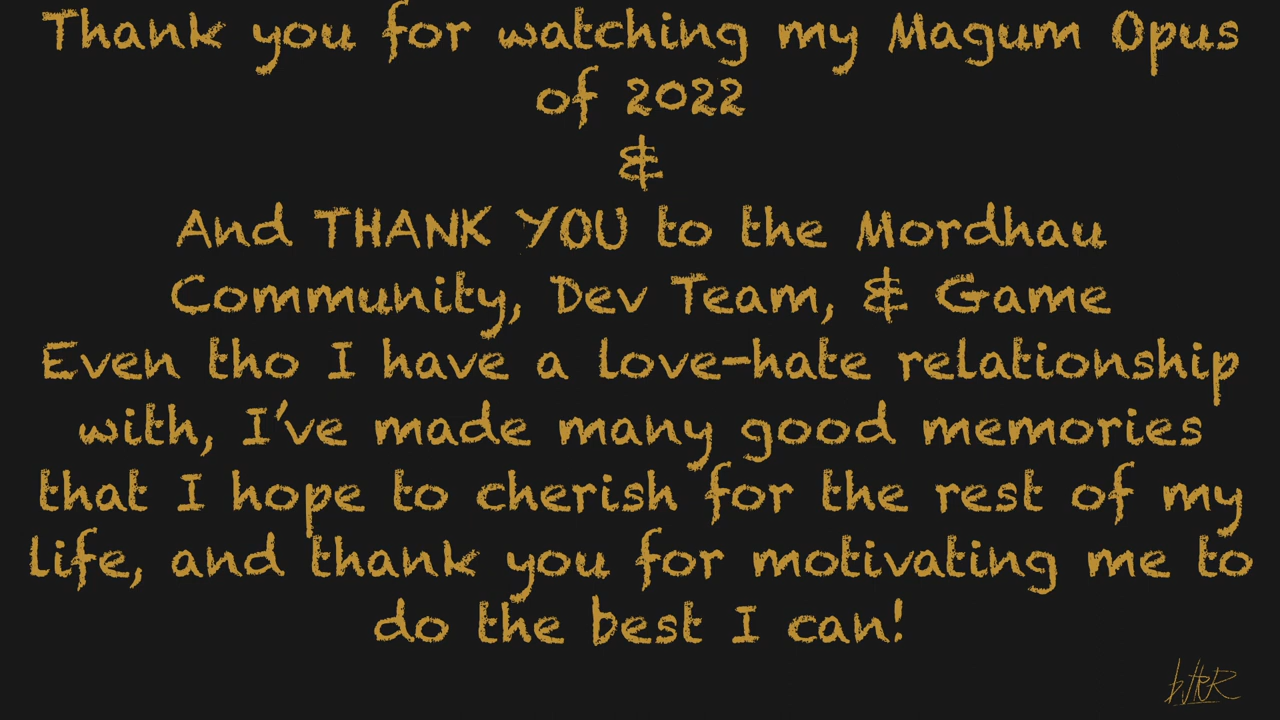 Thank you for watching my Magum Opus
of 2022
&
And THANK YOU to the Mordhau
Community, Dev Team, & Game
Even tho I have a love-hate relationship
with, I've made many good memories
that I hope to cherish for the rest of my
life, and thank you for motivating me to
do the best I can!